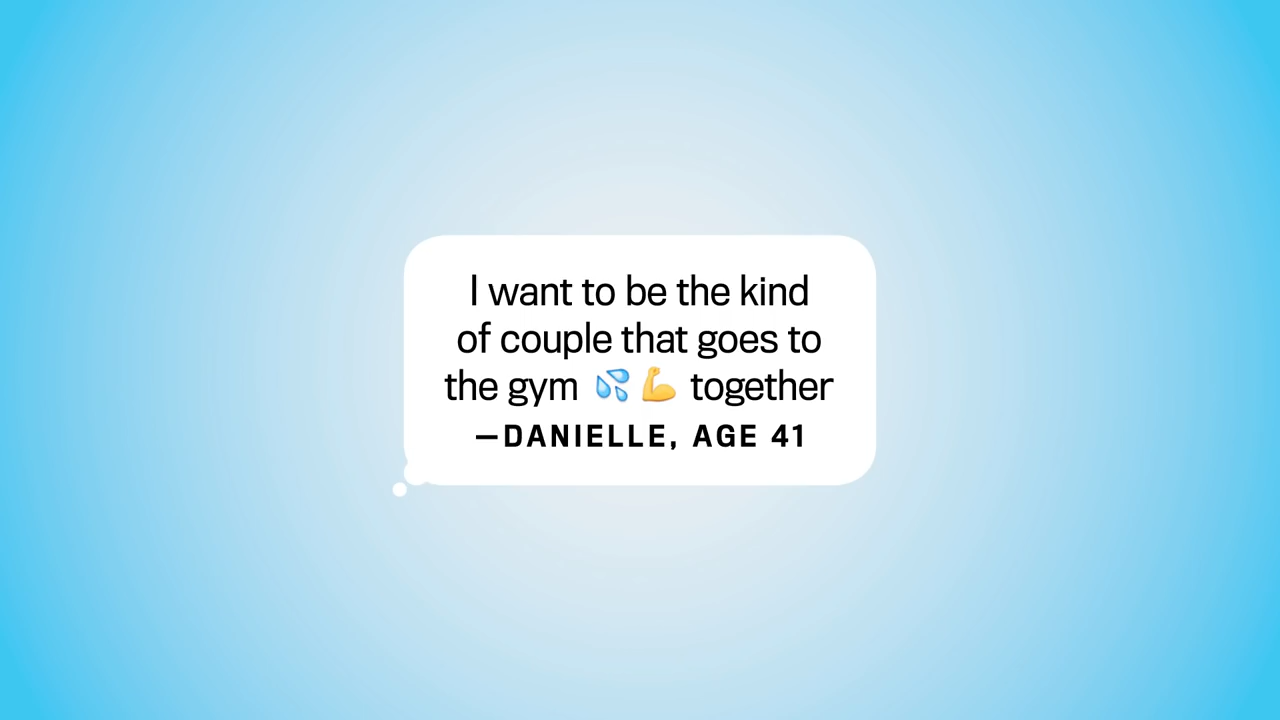 I want to be the kind
of couple that goes to
the gym 💦💪 together
—DANIELLE, AGE 41